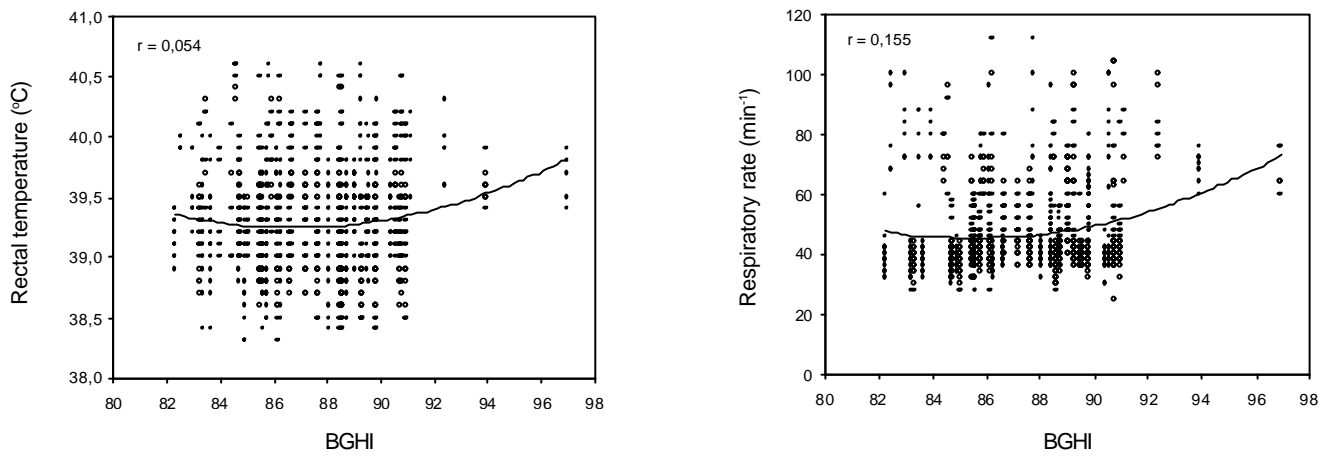 41,0
r = 0,054
40,5
40,0
39,5
39,0
38,5
38,0
80 82 84 86 88 90 92 94 96 98
BGHI
Rectal temperature (ºC)
120
r = 0,155
100
80
60
40
20
0
80 82 84 86 88 90 92 94 96 98
BGHI
Respiratory rate (min⁻¹)